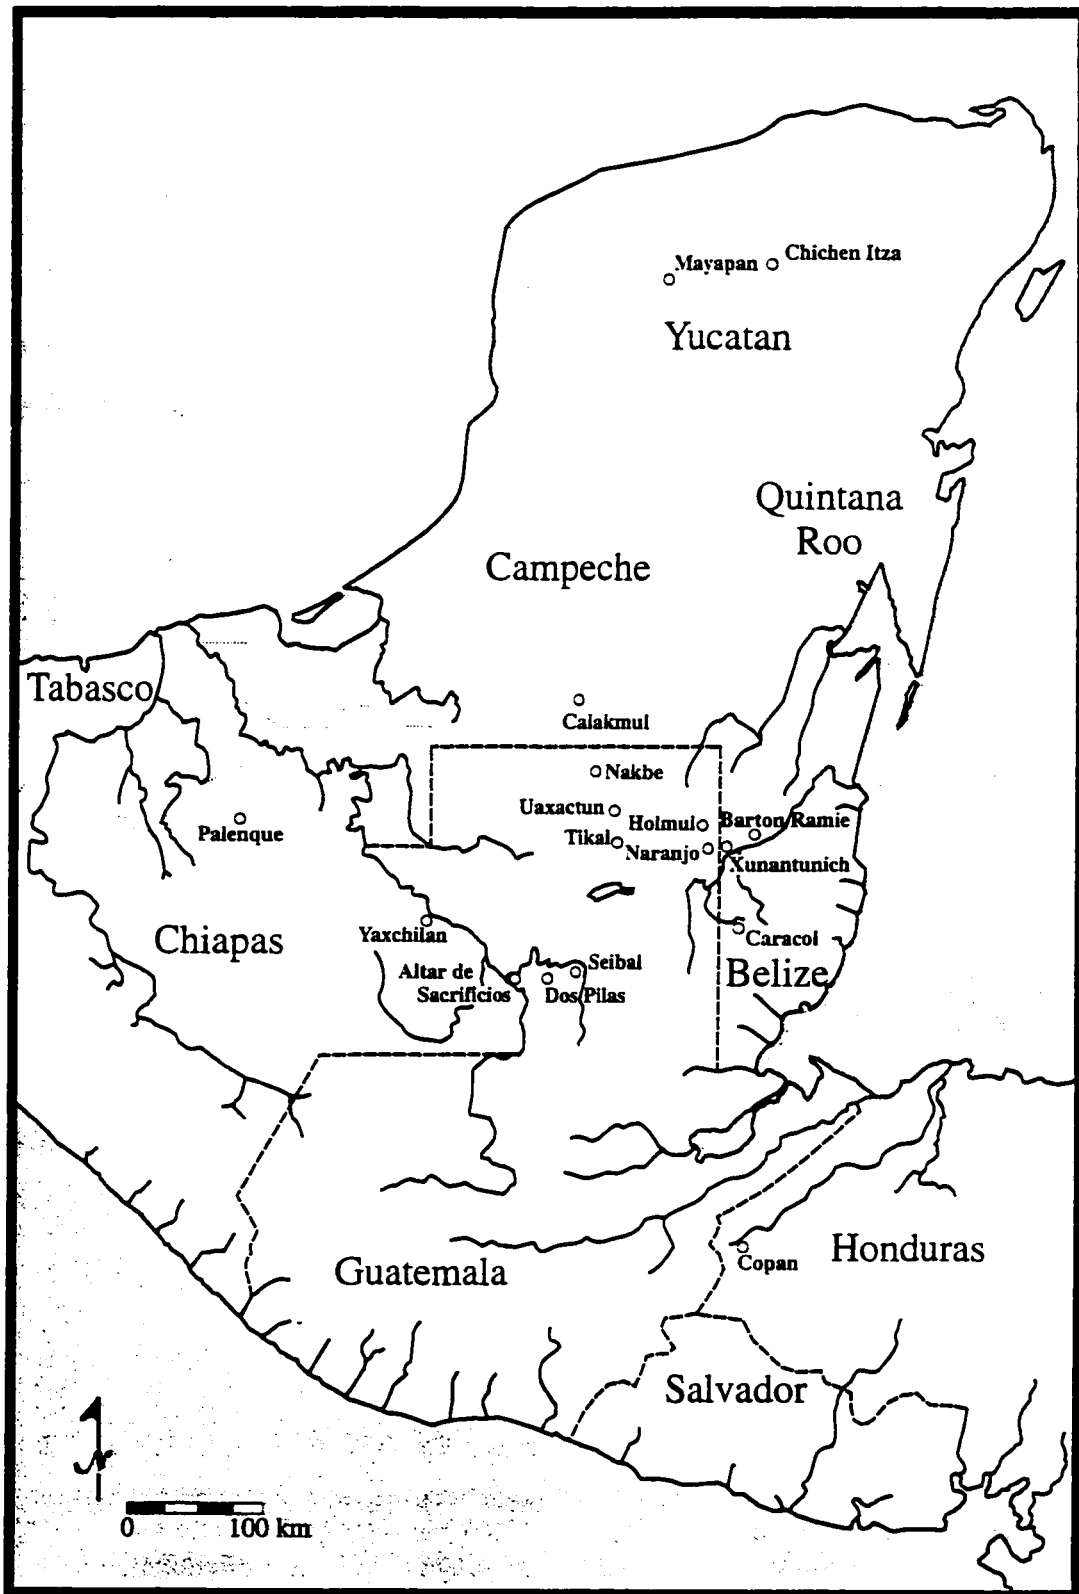 Mayapan
Chichen Itza
Yucatan
Quintana
Roo
Campeche
Tabasco
Calakmul
Nakbe
Uaxactun
Holmul
Barton Ramie
Tikal
Naranjo
Xunantunich
Palenque
Yaxchilan
Caracol
Chiapas
Altar de
Sacrificios
Seibal
Dos Pilas
Belize
Copan
Honduras
Guatemala
Salvador
N
0 100 km